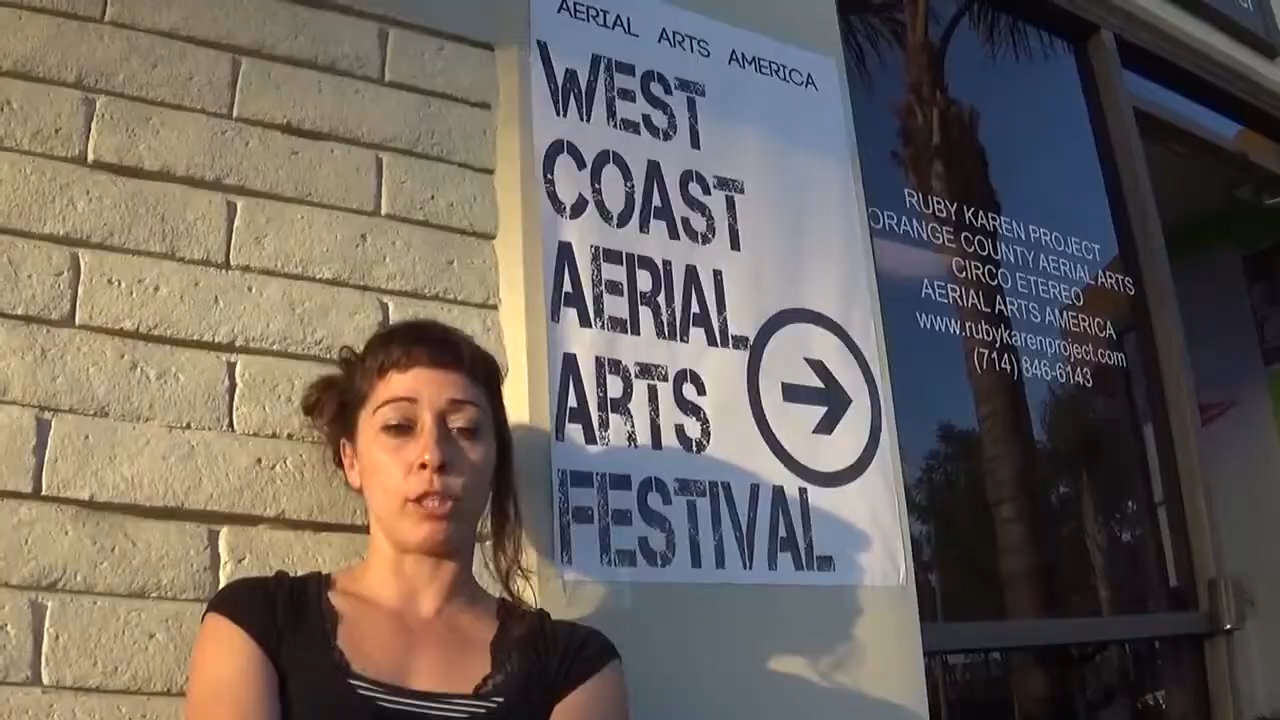 AERIAL ARTS AMERICA
WEST
COAST
AERIAL
ARTS
FESTIVAL
RUBY KAREN PROJECT
ORANGE COUNTY AERIAL ARTS
CIRCO ETEREO
AERIAL ARTS AMERICA
www.rubykarenproject.com
(714) 846-6143